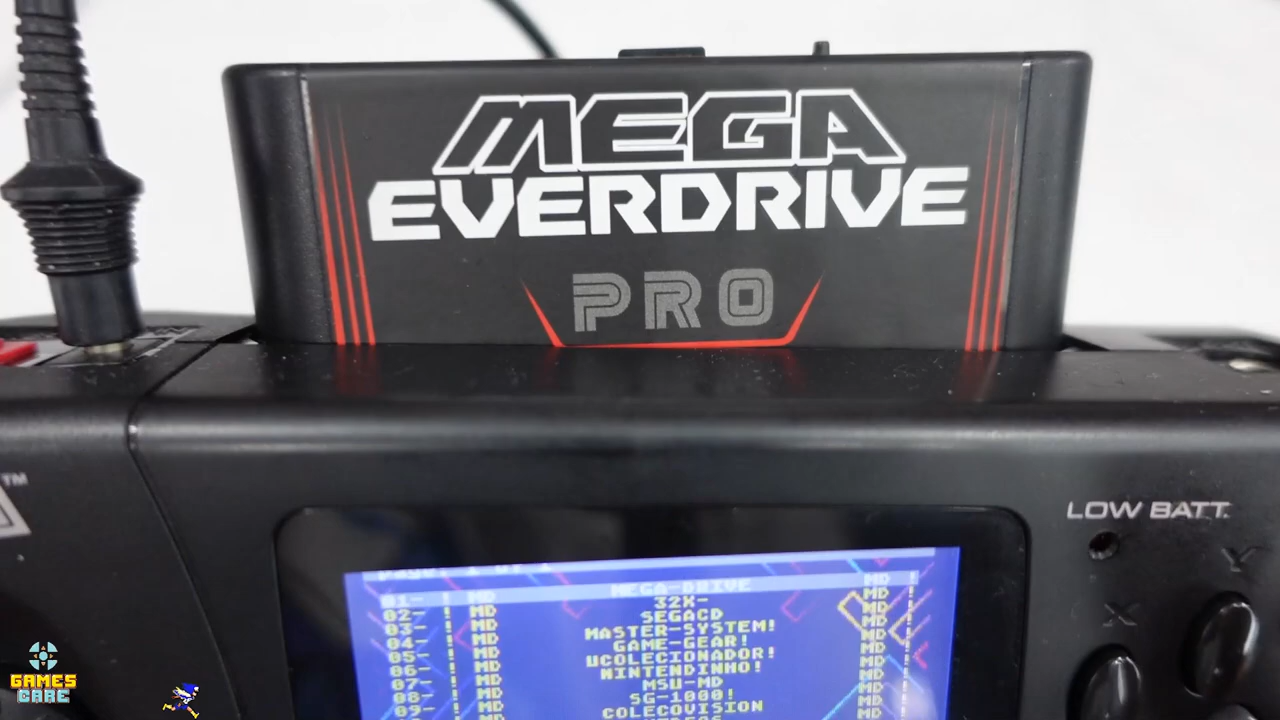 MEGA
EVERDRIVE
PRO
TM
LOW BATT.
Y
X
01- ! MD MEGA-DRIVE MD !
02- ! MD 32X- MD
03- ! MD SEGACD MD
04- ! MD MASTER-SYSTEM! MD
05- ! MD GAME-GEAR! MD
06- ! MD UCOLECIONADOR! MD
07- ! MD NINTENDINHO! MD
08- ! MD MSU-MD MD
09- ! MD SG-1000! MD
COLECOVISION MD
GAMES
CARE